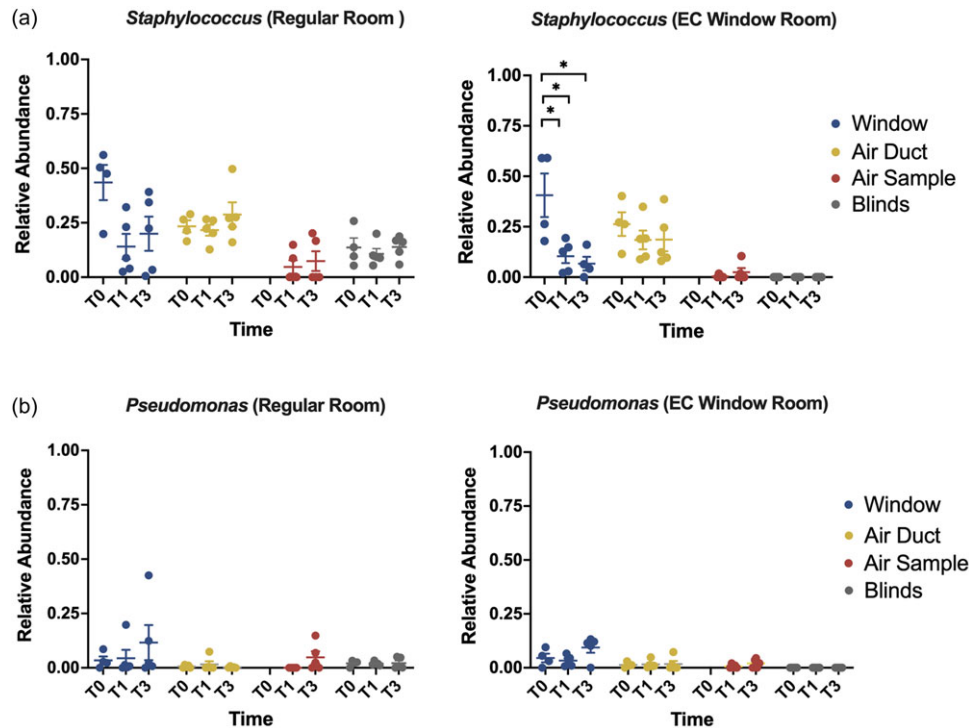 (a)
Staphylococcus (Regular Room )
Relative Abundance
1.00
0.75
0.50
0.25
0.00
T0 T1 T3 T0 T1 T3 T0 T1 T3 T0 T1 T3
Time
Staphylococcus (EC Window Room)
Relative Abundance
1.00
0.75
0.50
0.25
0.00
*
*
*
T0 T1 T3 T0 T1 T3 T0 T1 T3 T0 T1 T3
Time
Window
Air Duct
Air Sample
Blinds
(b)
Pseudomonas (Regular Room)
Relative Abundance
1.00
0.75
0.50
0.25
0.00
T0 T1 T3 T0 T1 T3 T0 T1 T3 T0 T1 T3
Time
Pseudomonas (EC Window Room)
Relative Abundance
1.00
0.75
0.50
0.25
0.00
T0 T1 T3 T0 T1 T3 T0 T1 T3 T0 T1 T3
Time
Window
Air Duct
Air Sample
Blinds